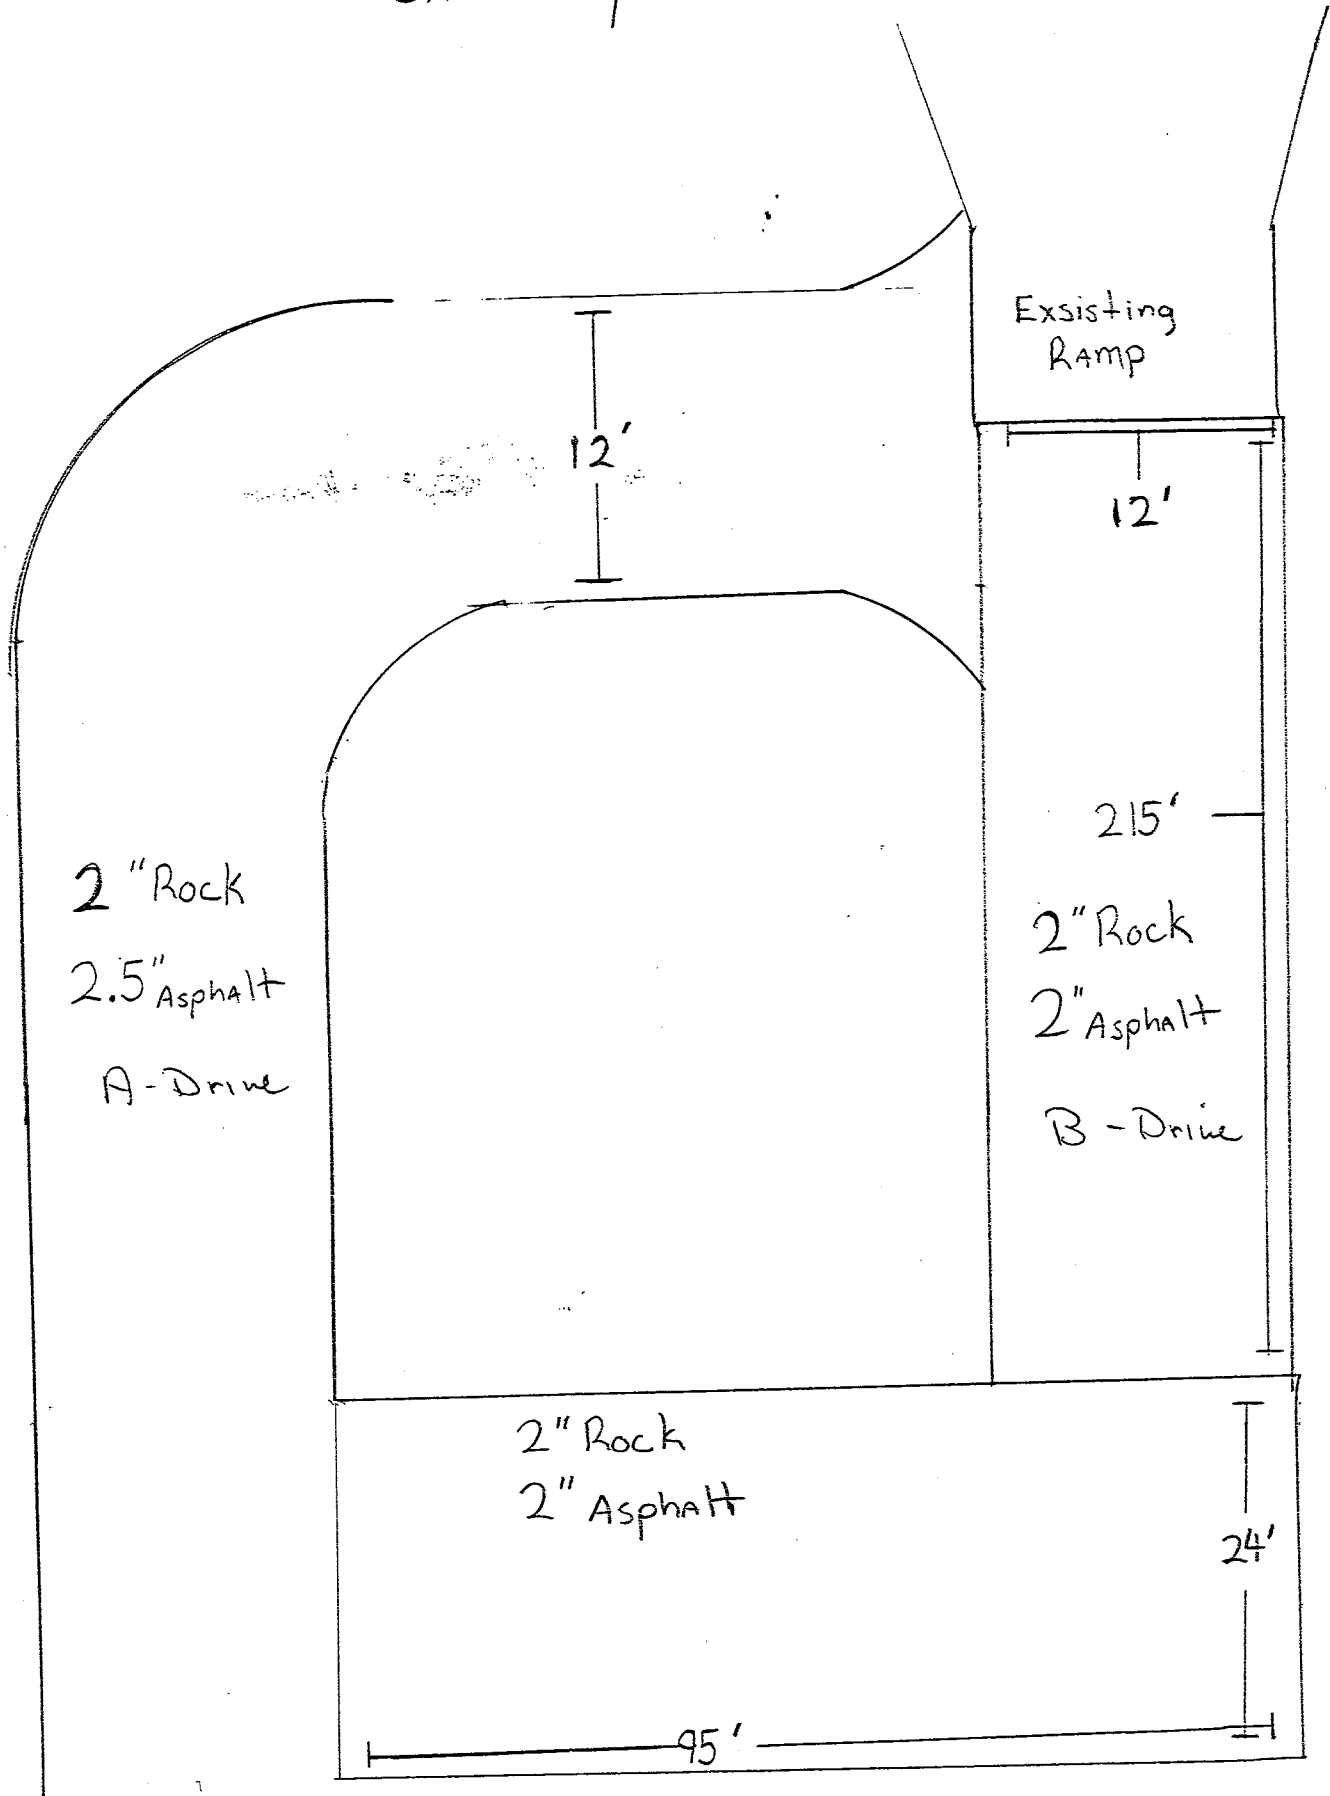 Exsisting
RAmp
12'
12'
215'
2" Rock
2.5" Asphalt
A-Drive
2" Rock
2" Asphalt
B-Drive
2" Rock
2" Asphalt
24'
95'